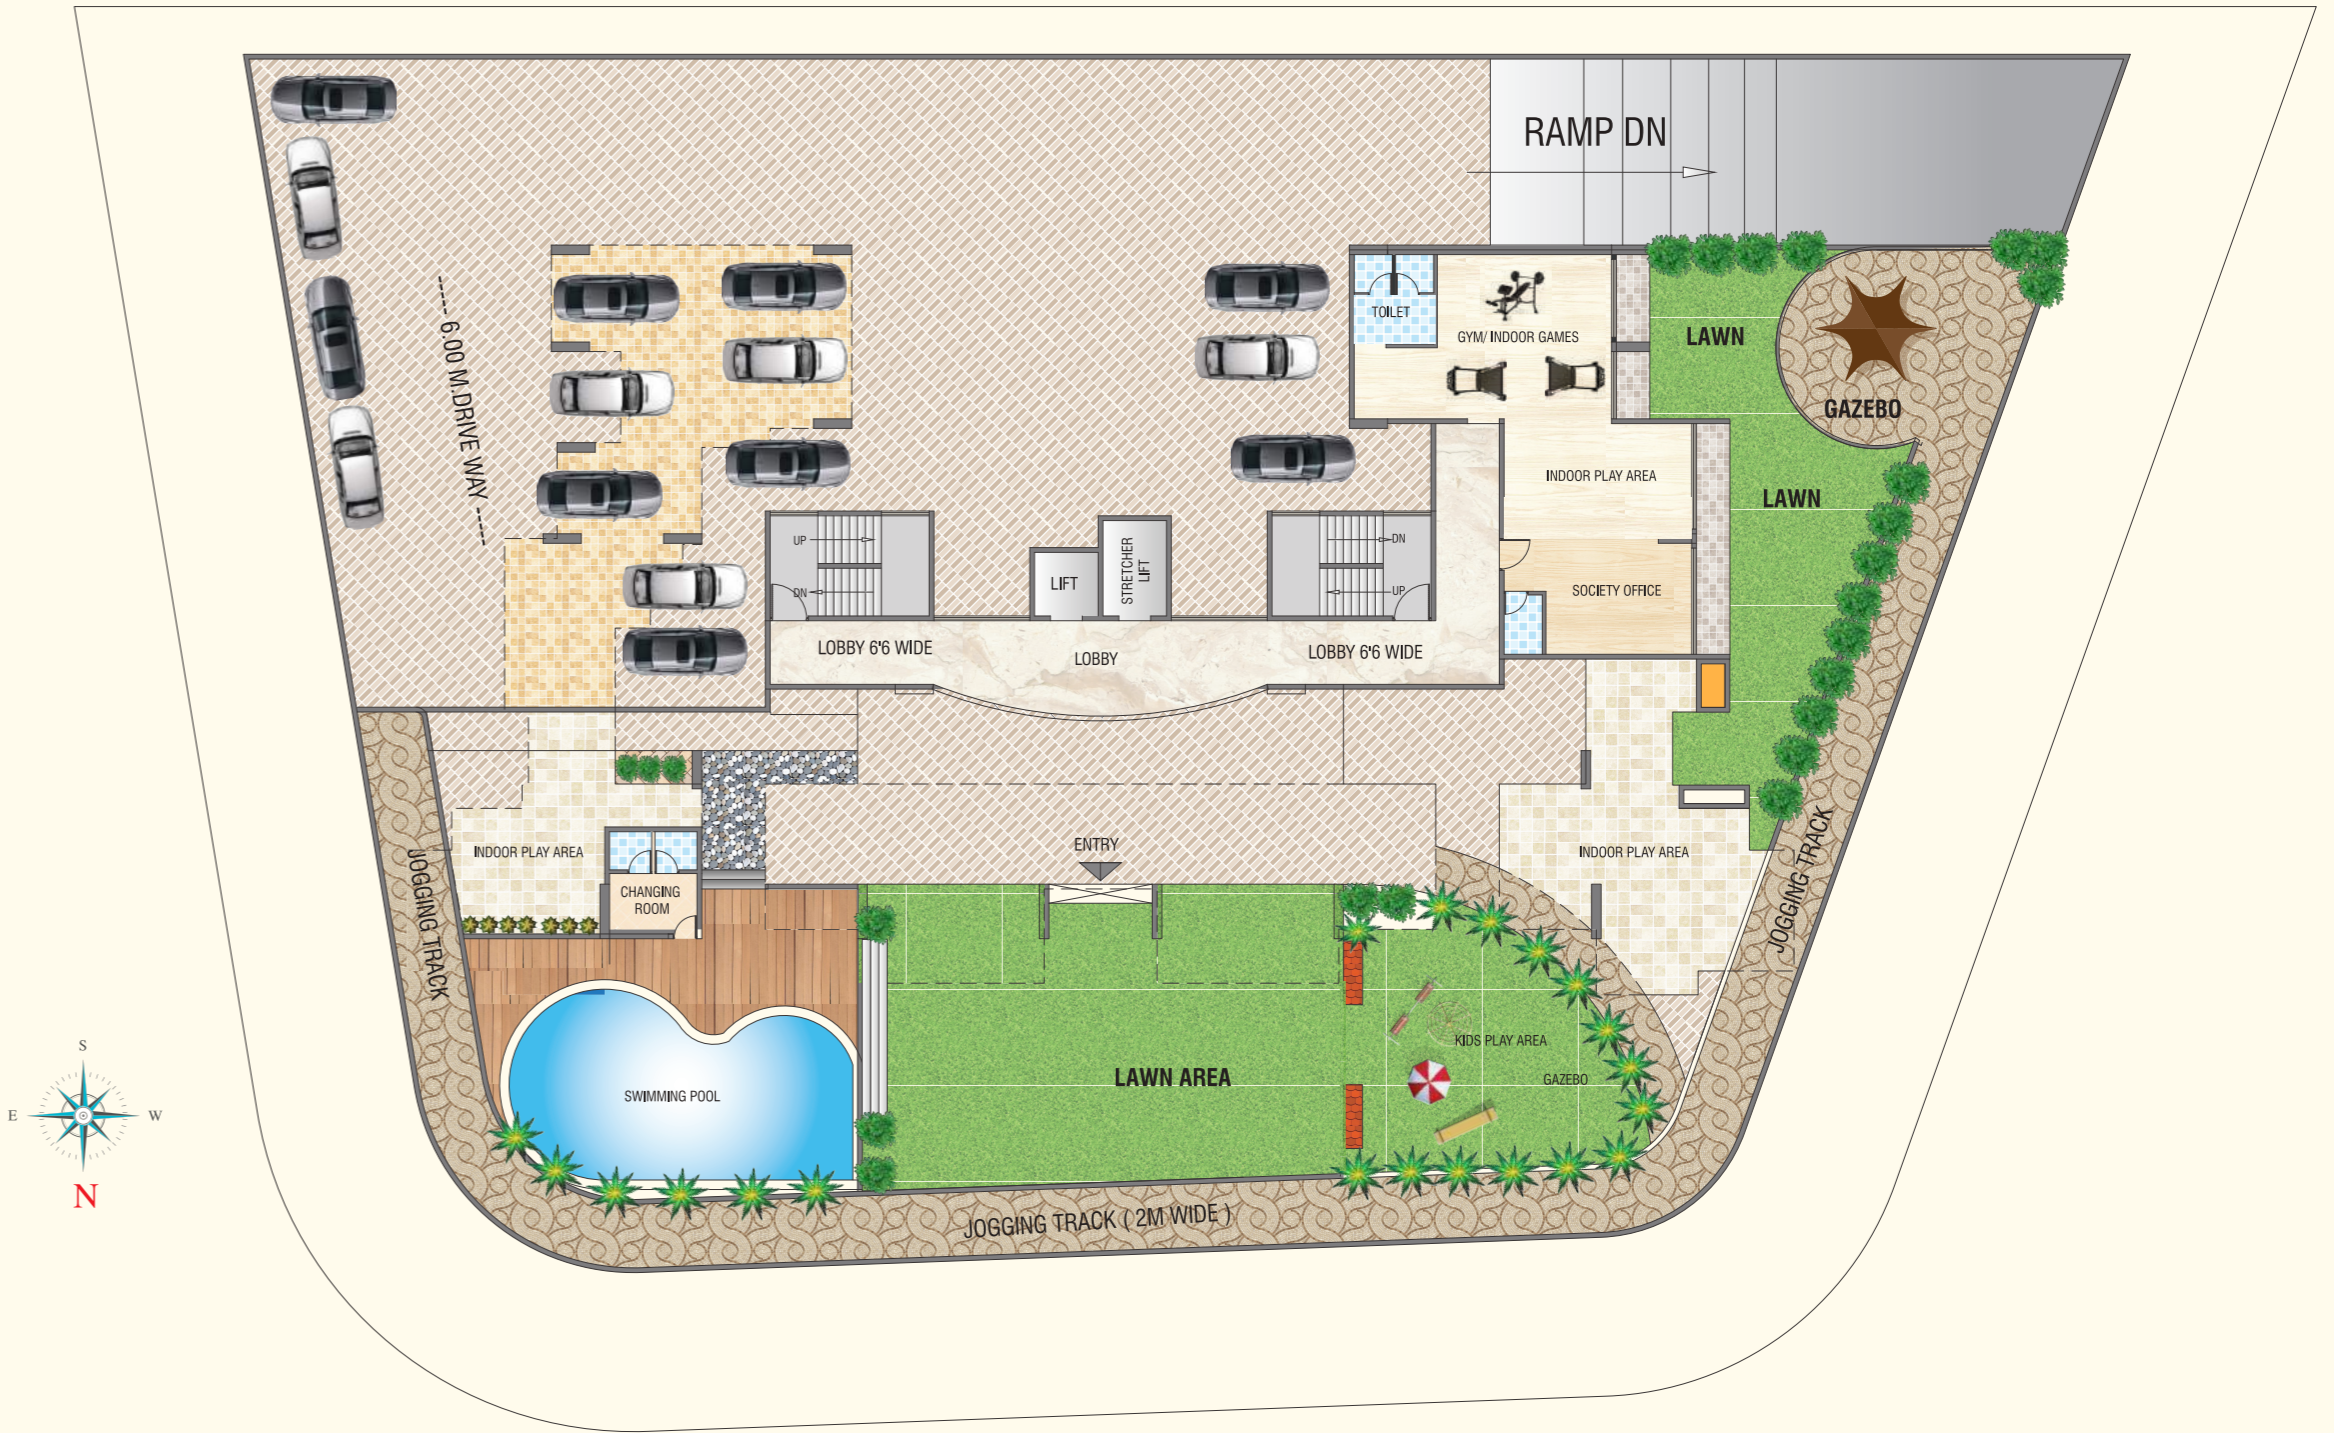 RAMP DN
TOILET
GYM/ INDOOR GAMES
LAWN
6.00 M.DRIVE WAY
GAZEBO
INDOOR PLAY AREA
LAWN
UP
DN
LIFT
STRETCHER
LIFT
DN
UP
SOCIETY OFFICE
LOBBY 6'6 WIDE
LOBBY
LOBBY 6'6 WIDE
INDOOR PLAY AREA
CHANGING
ROOM
ENTRY
INDOOR PLAY AREA
JOGGING TRACK
JOGGING TRACK
KIDS PLAY AREA
GAZEBO
LAWN AREA
SWIMMING POOL
S
E
W
N
JOGGING TRACK ( 2M WIDE )